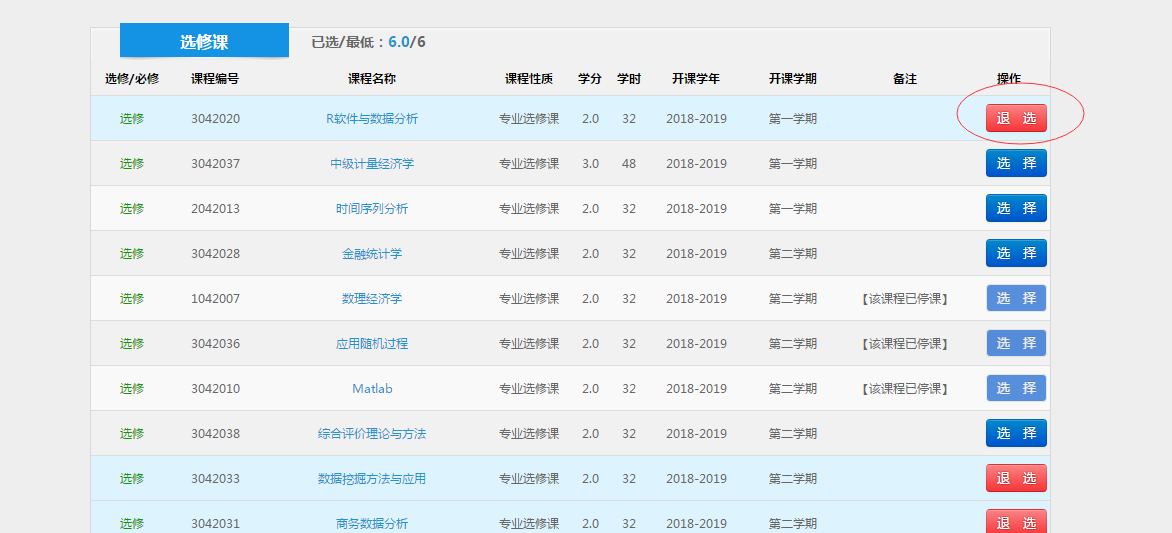 选修课 已选/最低：6.0/6
选修/必修 课程编号 课程名称 课程性质 学分 学时 开课学年 开课学期 备注 操作
选修 3042020 R软件与数据分析 专业选修课 2.0 32 2018-2019 第一学期 退 选
选修 3042037 中级计量经济学 专业选修课 3.0 48 2018-2019 第一学期 选 择
选修 2042013 时间序列分析 专业选修课 2.0 32 2018-2019 第一学期 选 择
选修 3042028 金融统计学 专业选修课 2.0 32 2018-2019 第二学期 选 择
选修 1042007 数理经济学 专业选修课 2.0 32 2018-2019 第二学期 【该课程已停课】 选 择
选修 3042036 应用随机过程 专业选修课 2.0 32 2018-2019 第二学期 【该课程已停课】 选 择
选修 3042010 Matlab 专业选修课 2.0 32 2018-2019 第二学期 【该课程已停课】 选 择
选修 3042038 综合评价理论与方法 专业选修课 2.0 32 2018-2019 第二学期 选 择
选修 3042033 数据挖掘方法与应用 专业选修课 2.0 32 2018-2019 第二学期 退 选
选修 3042031 商务数据分析 专业选修课 2.0 32 2018-2019 第二学期 退 选